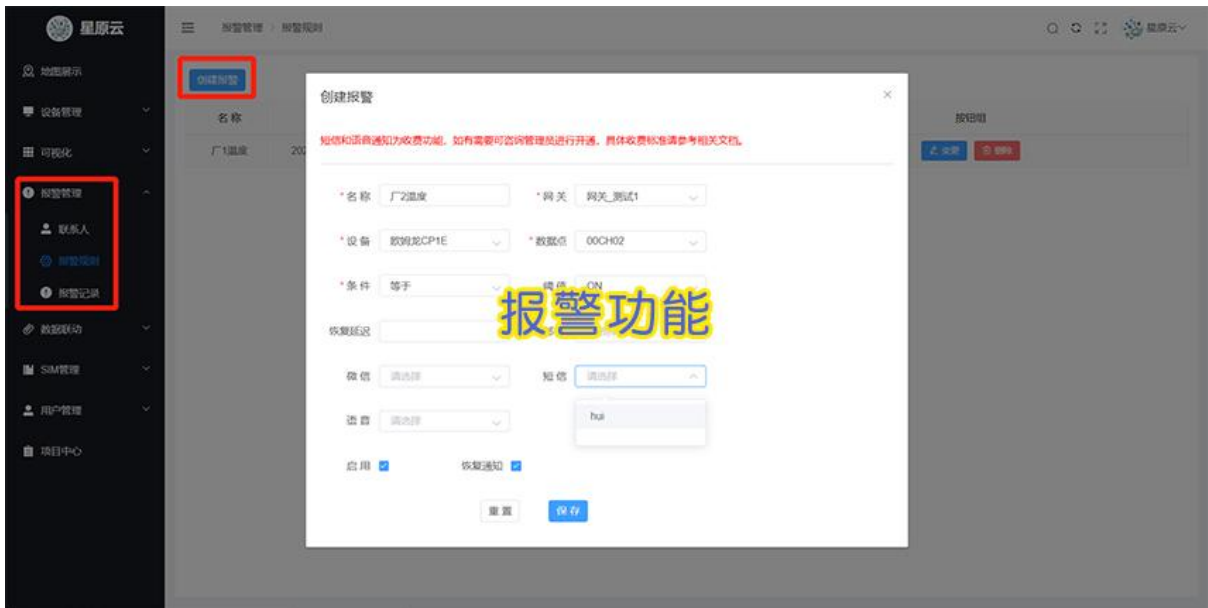 星原云
报警管理 / 报警规则
星原云
地图展示
创建报警
创建报警
设备管理
名称
按钮组
短信和语音通知为收费功能，如有需要可咨询管理员进行开通，具体收费标准请参考相关文档。
可视化
厂1温度
202
变更
删除
报警管理
*名称 厂2温度
*网关 网关_测试1
联系人
*设备 欧姆龙CP1E
*数据点 00CH02
报警规则
*条件 等于
阈值 ON
报警记录
报警功能
数据联动
恢复延迟
SIM管理
微信 请选择
短信 请选择
用户管理
语音 请选择
hui
项目中心
启用
恢复通知
重置
保存